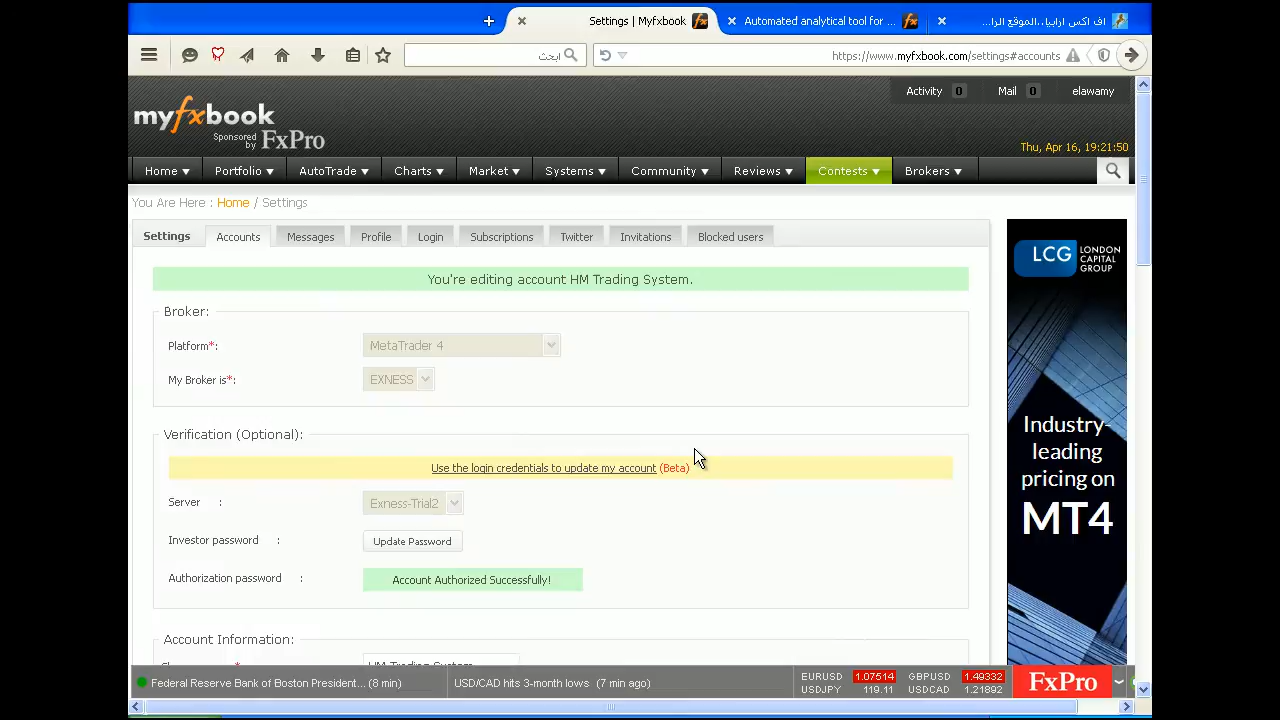 Settings | Myfxbook
Automated analytical tool for ...
اف اكس ارابيا..الموقع الرا...
ابحث
https://www.myfxbook.com/settings#accounts
myfxbook
Sponsored by FxPro
Activity 0
Mail 0
elawamy
Thu, Apr 16, 19:21:50
Home
Portfolio
AutoTrade
Charts
Market
Systems
Community
Reviews
Contests
Brokers
You Are Here : Home / Settings
Settings
Accounts
Messages
Profile
Login
Subscriptions
Twitter
Invitations
Blocked users
You're editing account HM Trading System.
Broker:
Platform*:
MetaTrader 4
My Broker is*:
EXNESS
Verification (Optional):
Use the login credentials to update my account (Beta)
Server :
Exness-Trial2
Investor password :
Update Password
Authorization password :
Account Authorized Successfully!
Account Information:
HM Trading System
LCG LONDON CAPITAL GROUP
Industry-
leading
pricing on
MT4
Federal Reserve Bank of Boston President... (8 min)
USD/CAD hits 3-month lows (7 min ago)
EURUSD 1.07514 GBPUSD 1.49332
USDJPY 119.11 USDCAD 1.21892
FxPro